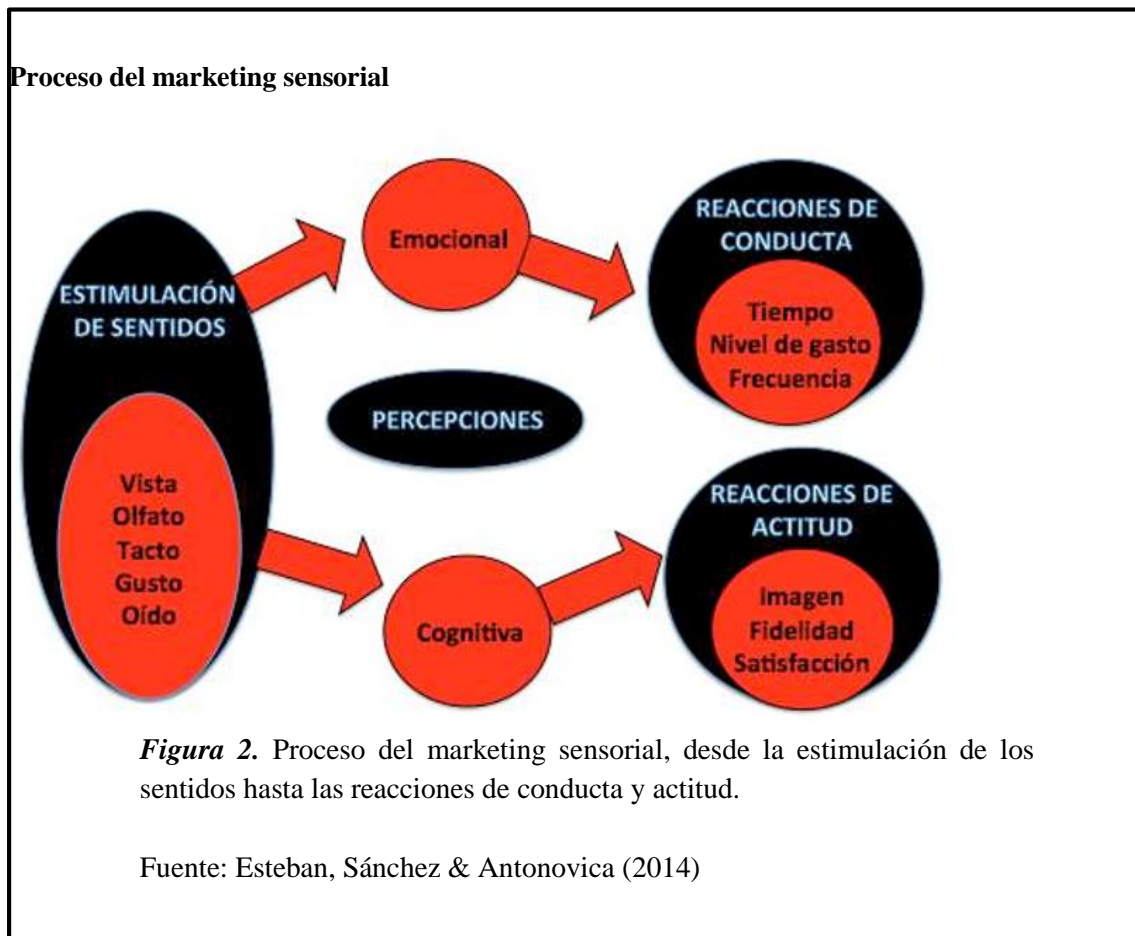 Proceso del marketing sensorial
ESTIMULACIÓN
DE SENTIDOS
Vista
Olfato
Tacto
Gusto
Oído
Emocional
PERCEPCIONES
Cognitiva
REACCIONES DE
CONDUCTA
Tiempo
Nivel de gasto
Frecuencia
REACCIONES DE
ACTITUD
Imagen
Fidelidad
Satisfacción
Figura 2. Proceso del marketing sensorial, desde la estimulación de los
sentidos hasta las reacciones de conducta y actitud.
Fuente: Esteban, Sánchez & Antonovica (2014)